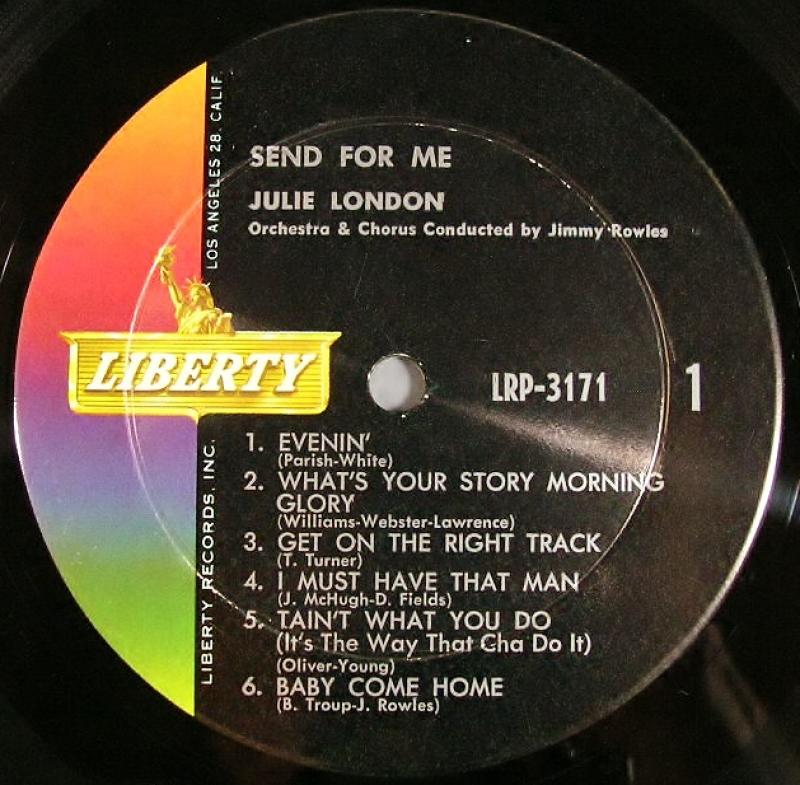 SEND FOR ME
JULIE LONDON
Orchestra & Chorus Conducted by Jimmy Rowles
LOS ANGELES 28, CALIF.
LIBERTY
LRP-3171
1
LIBERTY RECORDS, INC.
1. EVENIN'
(Parish-White)
2. WHAT'S YOUR STORY MORNING
GLORY
(Williams-Webster-Lawrence)
3. GET ON THE RIGHT TRACK
(T. Turner)
4. I MUST HAVE THAT MAN
(J. McHugh-D. Fields)
5. TAIN'T WHAT YOU DO
(It's The Way That Cha Do It)
(Oliver-Young)
6. BABY COME HOME
(B. Troup-J. Rowles)